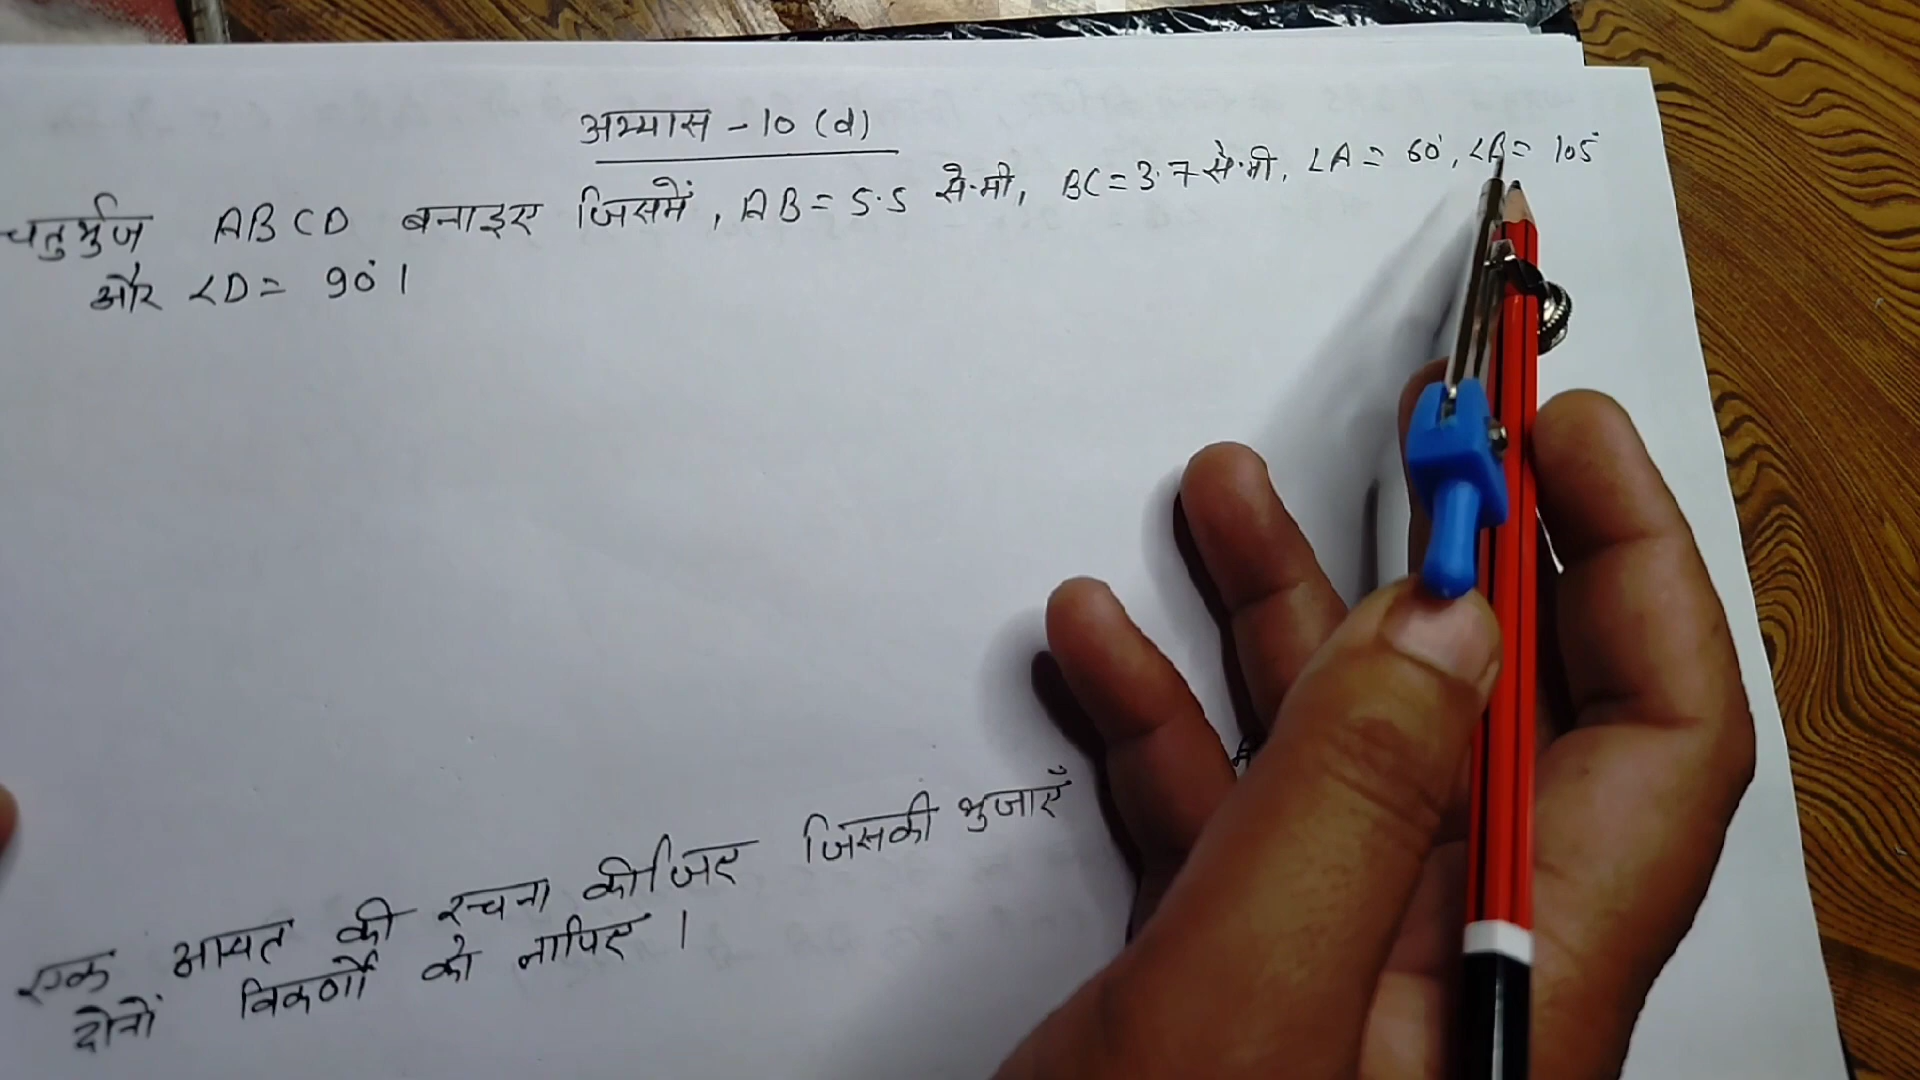 अभ्यास - 10 (d)
चतुर्भुज ABCD बनाइए जिसमें, AB = 5.5 से.मी, BC = 3.7 से.मी, ∠A = 60°, ∠B = 105°
और ∠D = 90°।
एक आयत की रचना कीजिए जिसकी भुजाएँ
दोनों विकर्णो को नापिए।